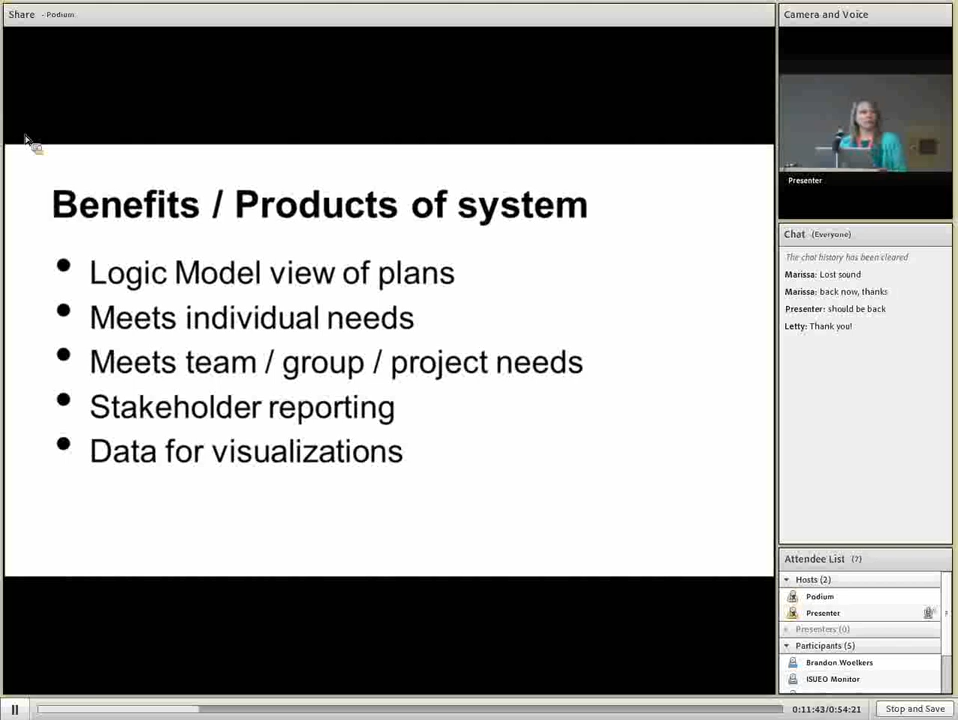 Share - Podium
Benefits / Products of system
• Logic Model view of plans
• Meets individual needs
• Meets team / group / project needs
• Stakeholder reporting
• Data for visualizations
Camera and Voice
Presenter
Chat (Everyone)
The chat history has been cleared
Marissa: Lost sound
Marissa: back now, thanks
Presenter: should be back
Letty: Thank you!
Attendee List (?)
Hosts (2)
Podium
Presenter
Presenters (0)
Participants (5)
Brandon Woelkers
ISUEO Monitor
0:11:43/0:54:21
Stop and Save